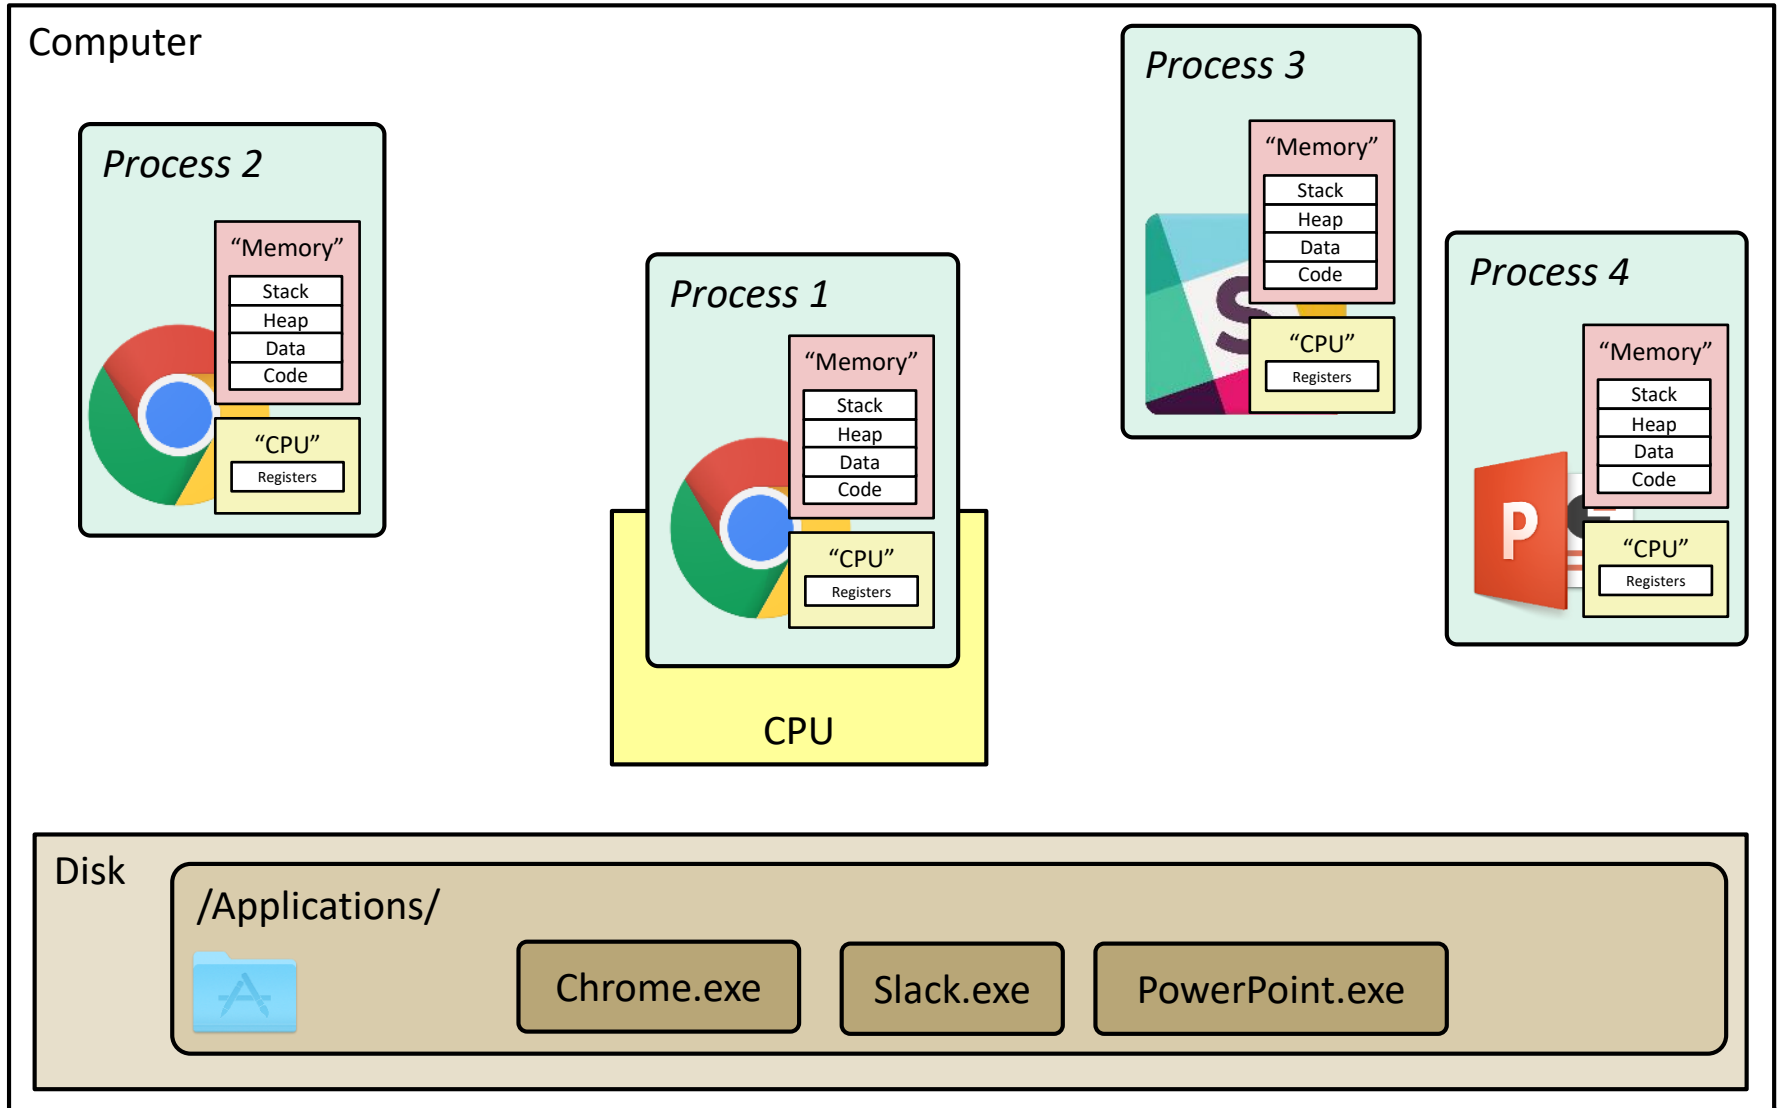 Computer
Process 2
“Memory”
Stack
Heap
Data
Code
“CPU”
Registers
Process 1
“Memory”
Stack
Heap
Data
Code
“CPU”
Registers
CPU
Process 3
“Memory”
Stack
Heap
Data
Code
S
“CPU”
Registers
Process 4
“Memory”
Stack
Heap
Data
Code
P
“CPU”
Registers
Disk
/Applications/
Chrome.exe
Slack.exe
PowerPoint.exe